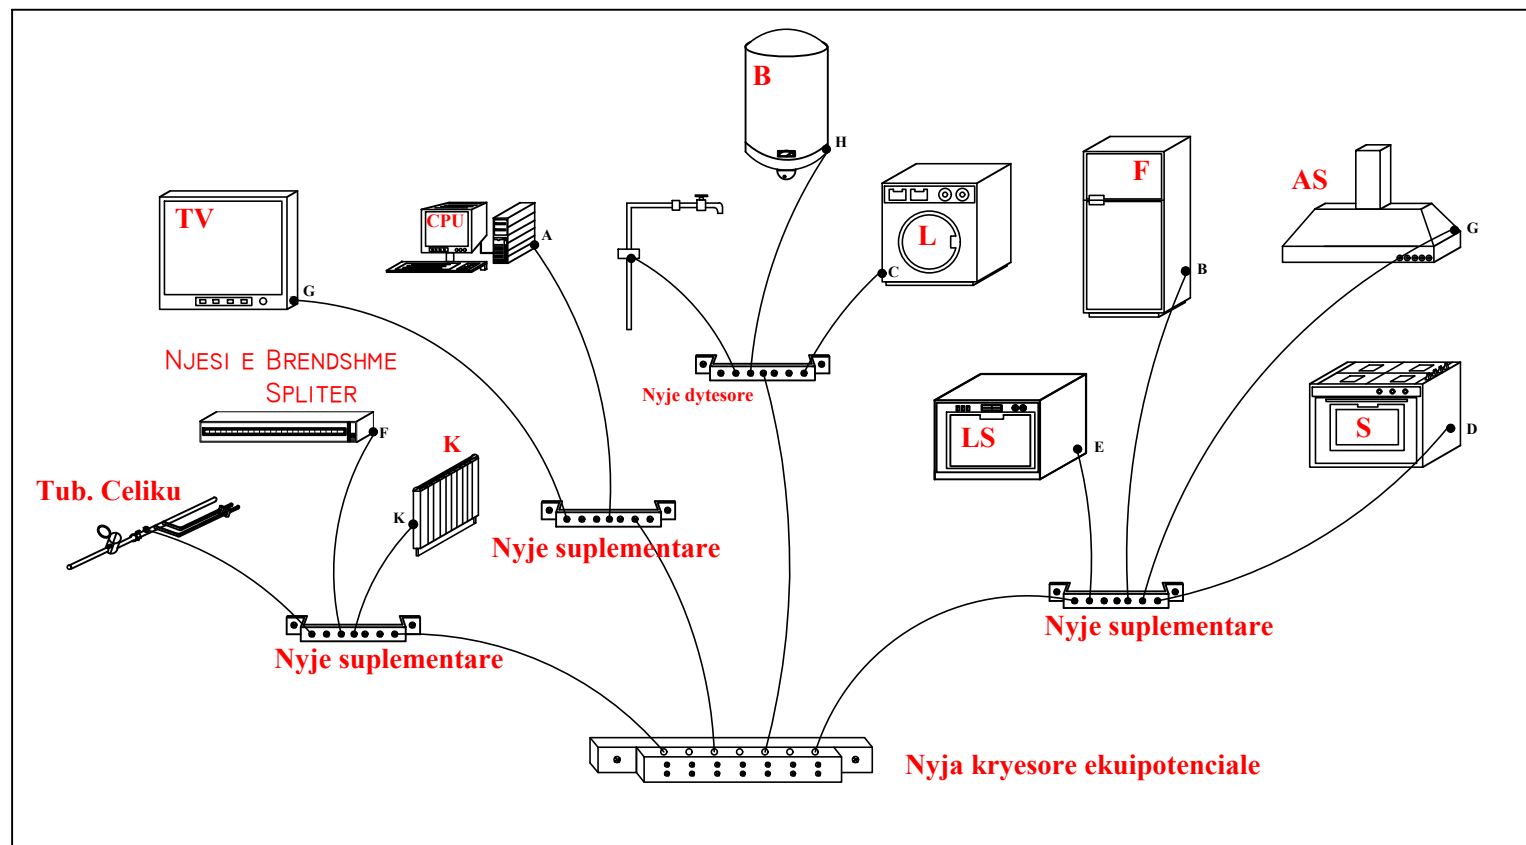 B
H
F
AS
TV
CPU
A
L
G
C
B
G
NJESI E BRENDSHME
SPLITER
Nyje dytesore
F
K
LS
E
S
D
Tub. Celiku
K
Nyje suplementare
Nyje suplementare
Nyje suplementare
Nyja kryesore ekuipotenciale